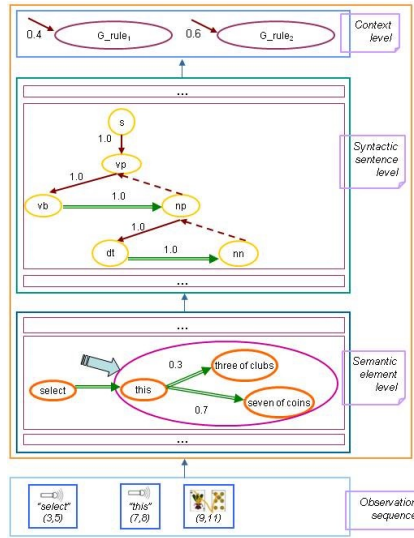 0.4
G_rule1
0.6
G_rule2
Context
level
...
s
1.0
vp
1.0
vb
1.0
np
1.0
dt
1.0
nn
...
Syntactic
sentence
level
...
select
this
0.3
three of clubs
0.7
seven of coins
...
Semantic
element
level
"select"
(3,5)
"this"
(7,8)
(9,11)
Observation
sequence